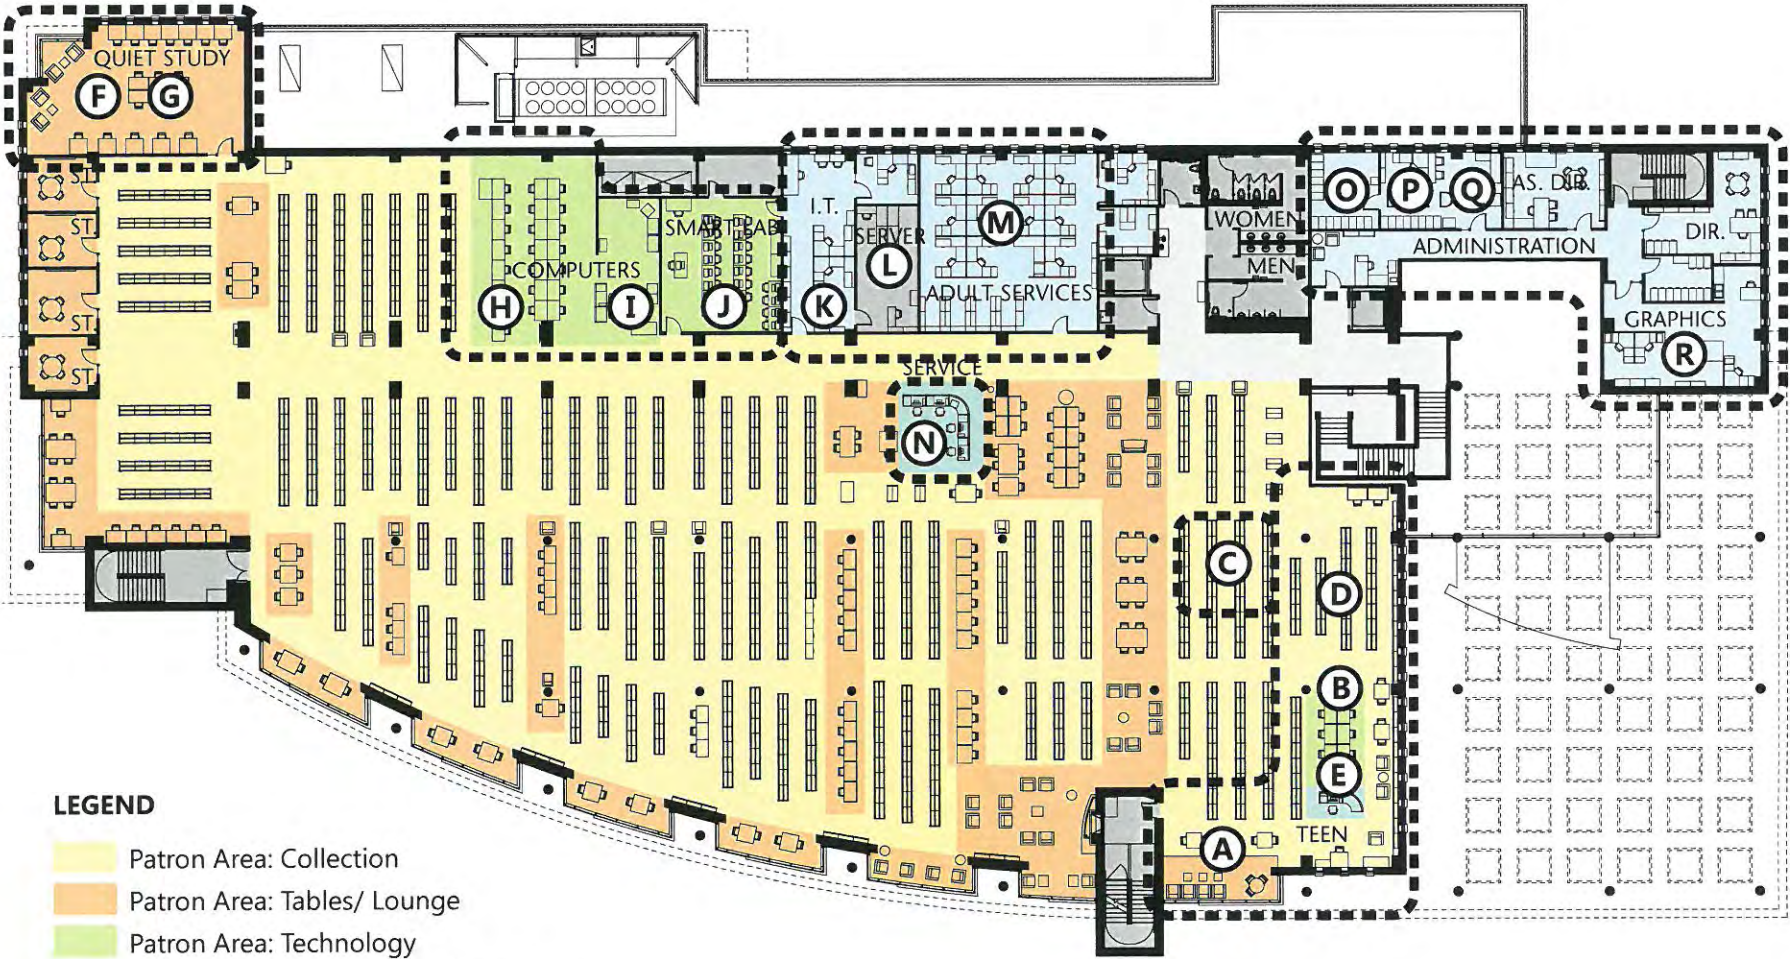 QUIET STUDY
F G
ST.
ST.
ST.
ST.
I.T.
SMART LAB
COMPUTERS
H I J
SERVER
K L M
ADULT SERVICES
WOMEN
MEN
O P Q
AS. DIR.
ADMINISTRATION
DIR.
GRAPHICS
R
SERVICE
N
C
D
B
E
TEEN
A
LEGEND
Patron Area: Collection
Patron Area: Tables/ Lounge
Patron Area: Technology